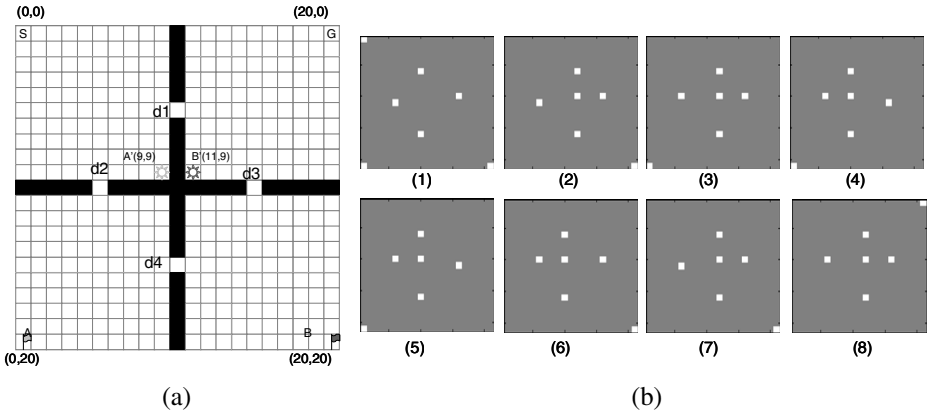 (0,0) (20,0)
S G
d1
A'(9,9) B'(11,9)
d2 d3
d4
A B
(0,20) (20,20)
(a)
(1) (2) (3) (4)
(5) (6) (7) (8)
(b)